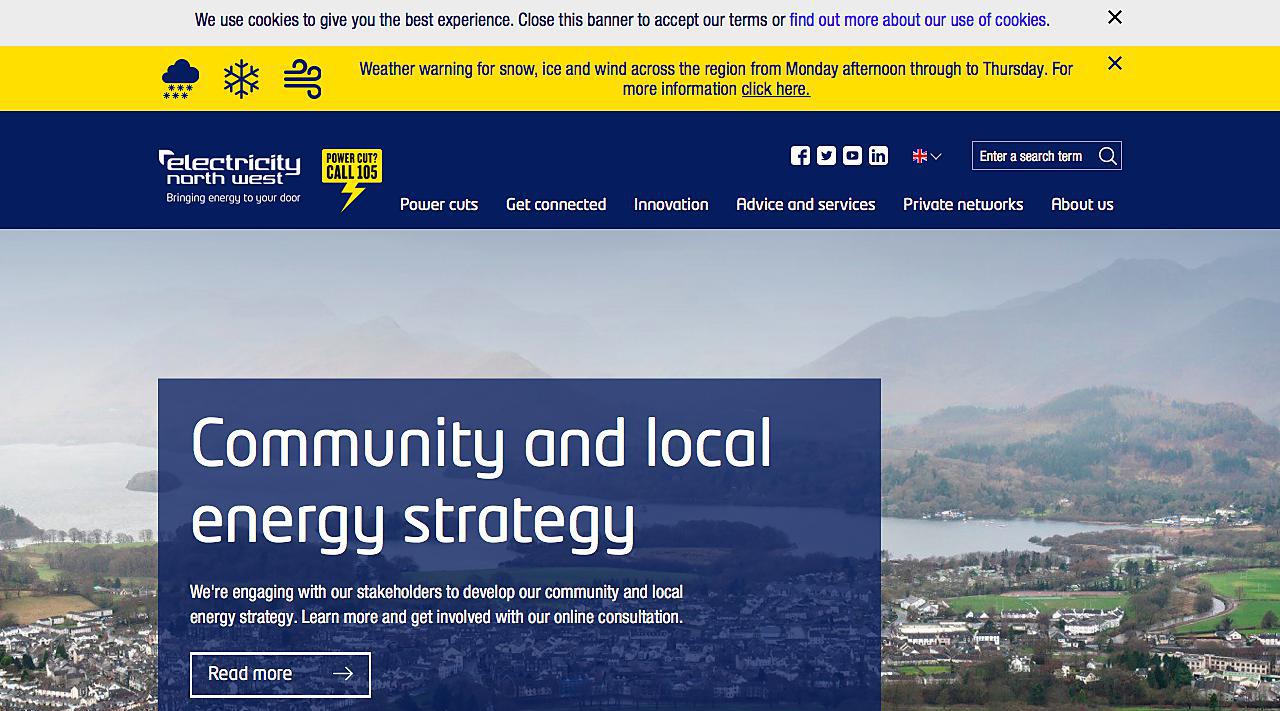 We use cookies to give you the best experience. Close this banner to accept our terms or find out more about our use of cookies.
Weather warning for snow, ice and wind across the region from Monday afternoon through to Thursday. For
more information click here.
electricity
north west
Bringing energy to your door
POWER CUT?
CALL 105
Enter a search term
Power cuts
Get connected
Innovation
Advice and services
Private networks
About us
Community and local
energy strategy
We're engaging with our stakeholders to develop our community and local
energy strategy. Learn more and get involved with our online consultation.
Read more